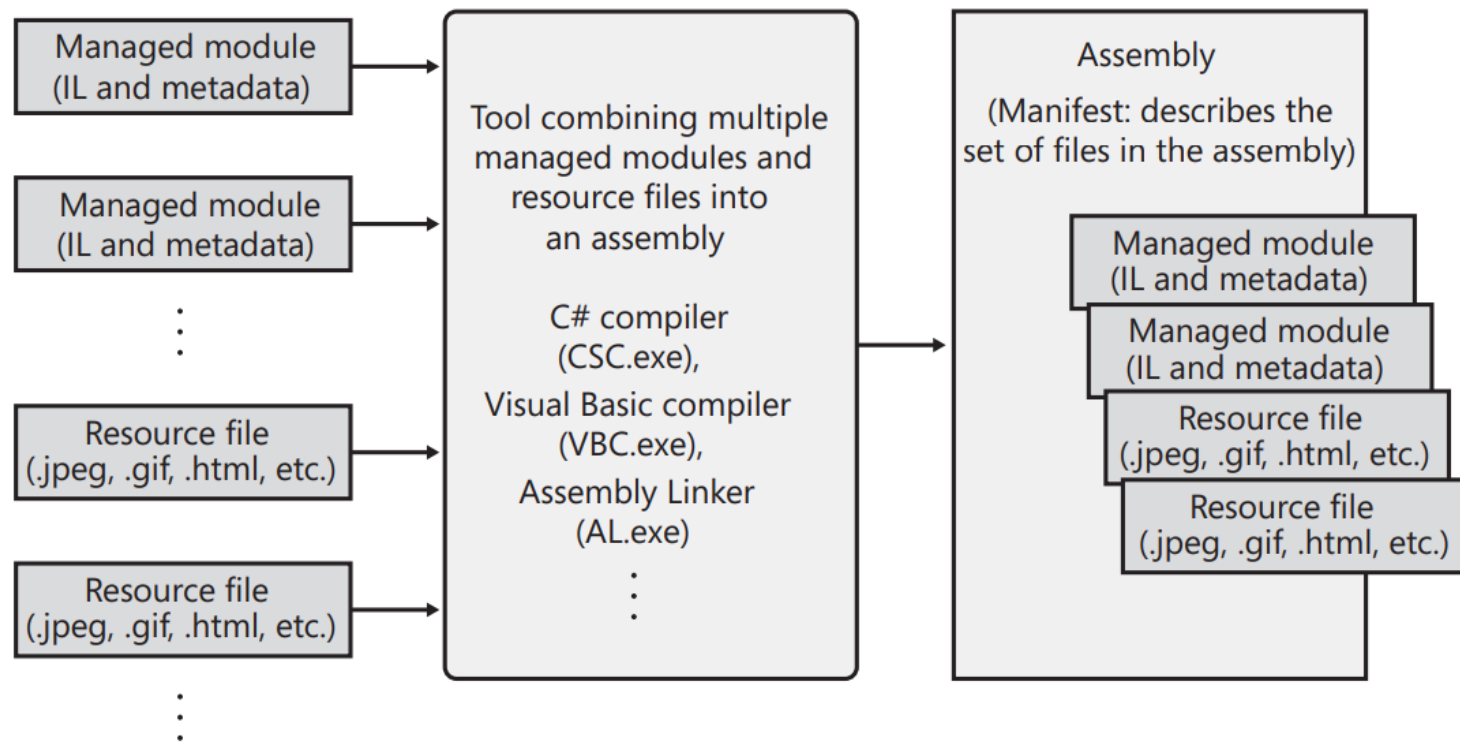 Managed module
(IL and metadata)
Managed module
(IL and metadata)
Resource file
(.jpeg, .gif, .html, etc.)
Resource file
(.jpeg, .gif, .html, etc.)
Tool combining multiple
managed modules and
resource files into
an assembly
C# compiler
(CSC.exe),
Visual Basic compiler
(VBC.exe),
Assembly Linker
(AL.exe)
Assembly
(Manifest: describes the
set of files in the assembly)
Managed module
(IL and metadata)
Managed module
(IL and metadata)
Resource file
(.jpeg, .gif, .html, etc.)
Resource file
(.jpeg, .gif, .html, etc.)